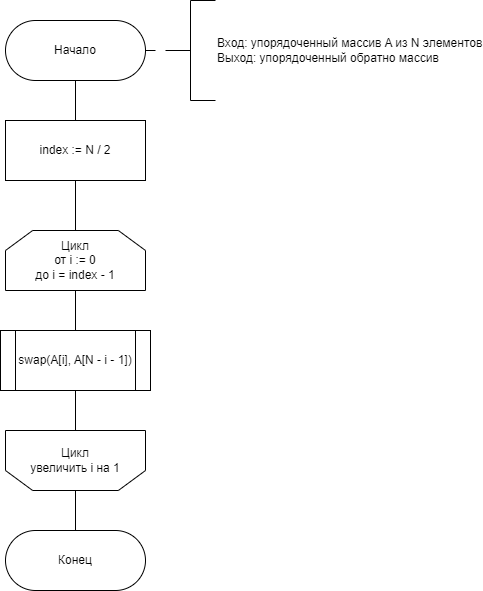 Начало
Вход: упорядоченный массив A из N элементов
Выход: упорядоченный обратно массив
index := N / 2
Цикл
от i := 0
до i = index - 1
swap(A[i], A[N - i - 1])
Цикл
увеличить i на 1
Конец